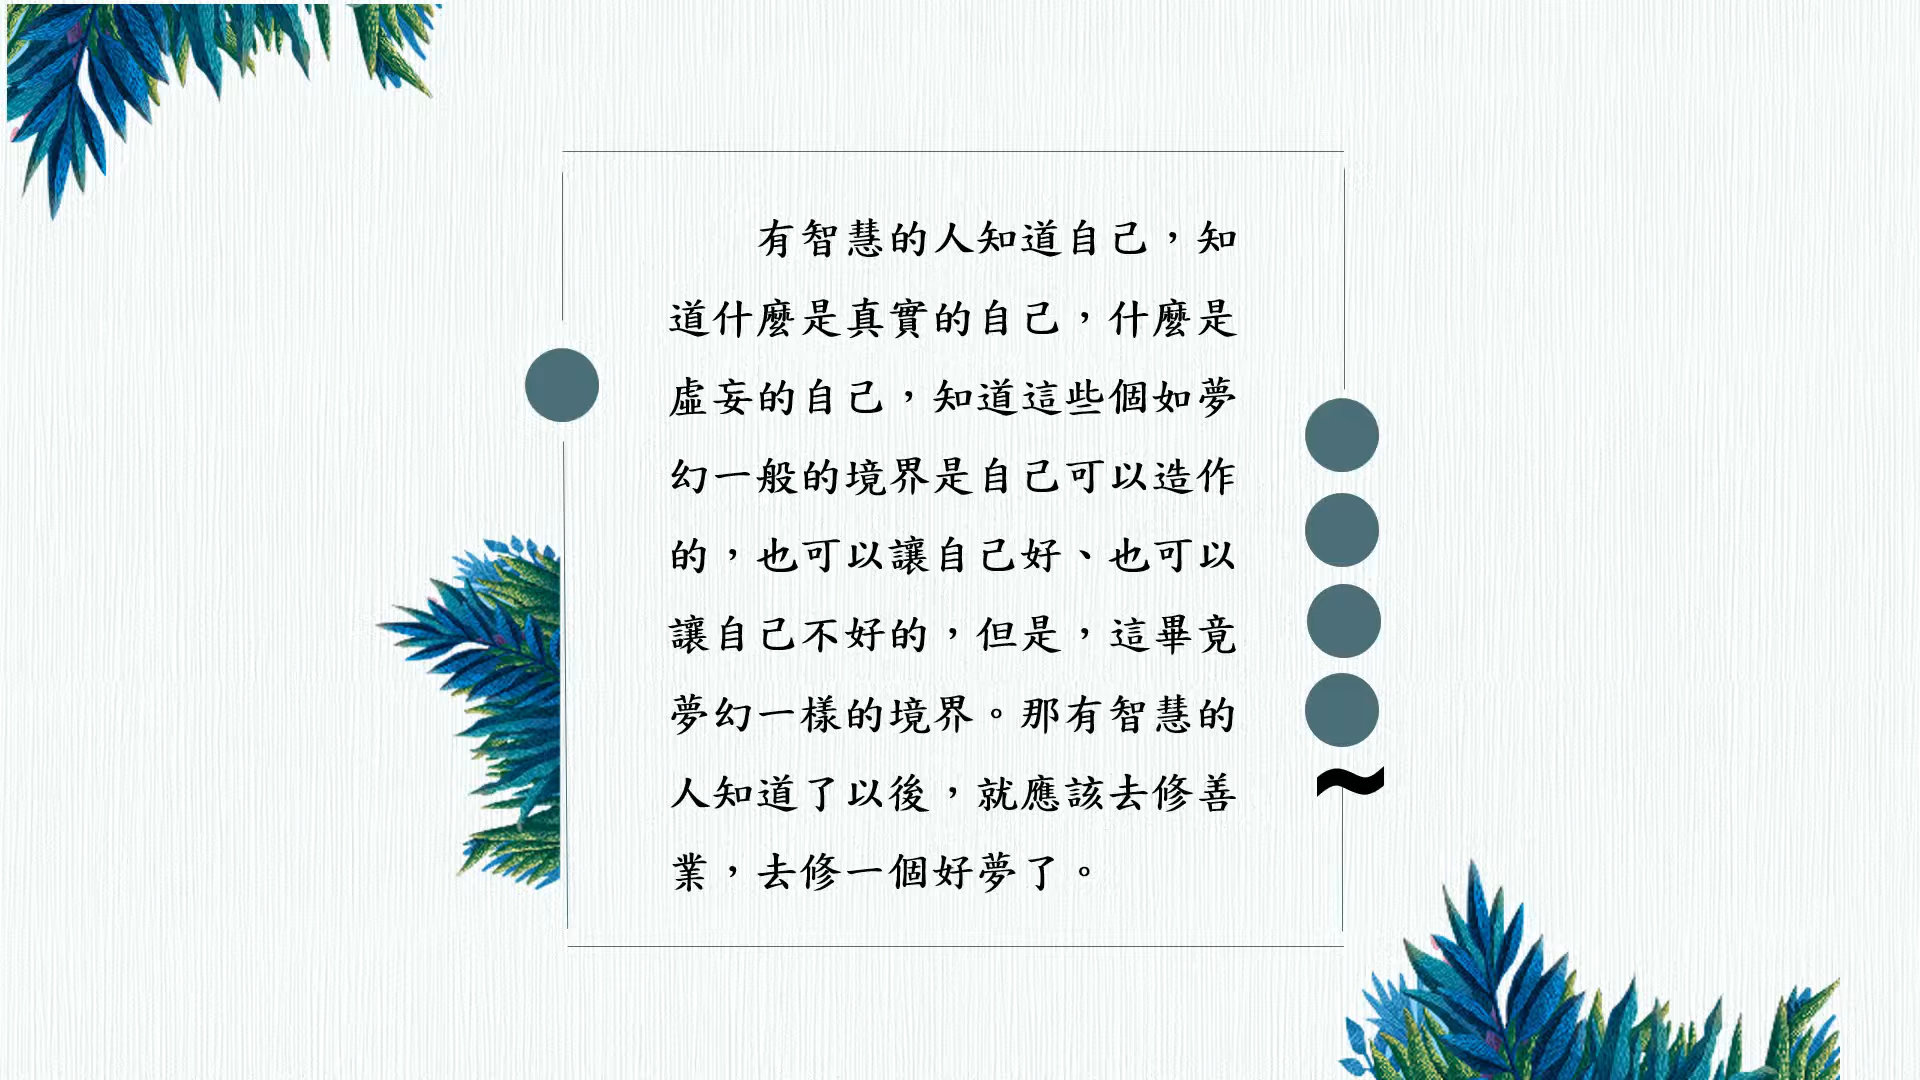 有智慧的人知道自己，知
道什麼是真實的自己，什麼是
虛妄的自己，知道這些個如夢
幻一般的境界是自己可以造作
的，也可以讓自己好、也可以
讓自己不好的，但是，這畢竟
夢幻一樣的境界。那有智慧的
人知道了以後，就應該去修善
業，去修一個好夢了。
~